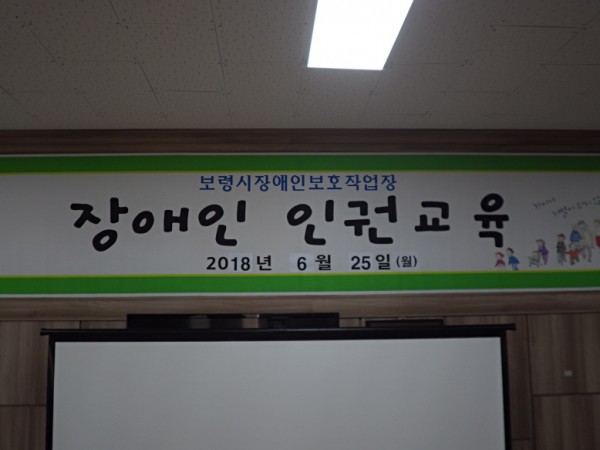 보령시장애인보호작업장
장애인 인권교육
2018년 6월 25일(월)